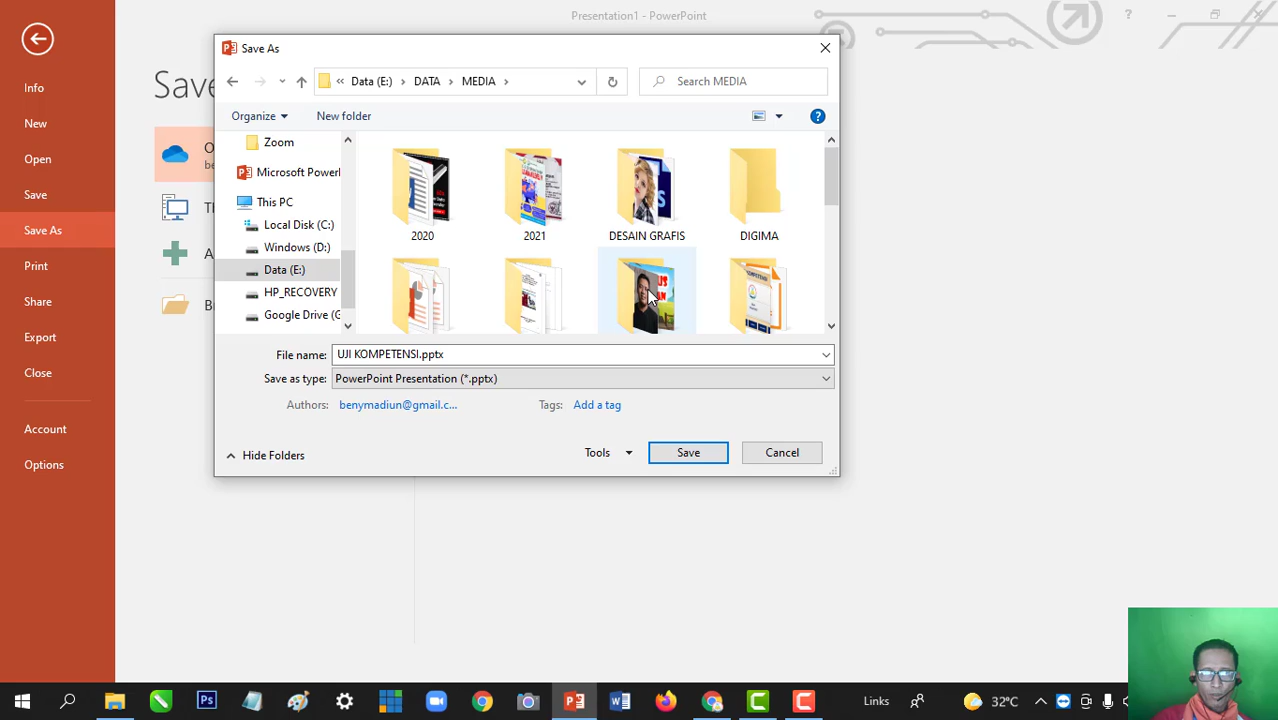 Presentation1 - PowerPoint
?
Info
New
Open
Save
Save As
Print
Share
Export
Close
Account
Options
Save As
« Data (E:) › DATA › MEDIA ›
Search MEDIA
Organize
New folder
Zoom
Microsoft Power
This PC
Local Disk (C:)
Windows (D:)
Data (E:)
HP_RECOVERY
Google Drive (G
2020
2021
DESAIN GRAFIS
DIGIMA
File name: UJI KOMPETENSI.pptx
Save as type: PowerPoint Presentation (*.pptx)
Authors: benymadiun@gmail.c...
Tags: Add a tag
Hide Folders
Tools
Save
Cancel
Links
32°C